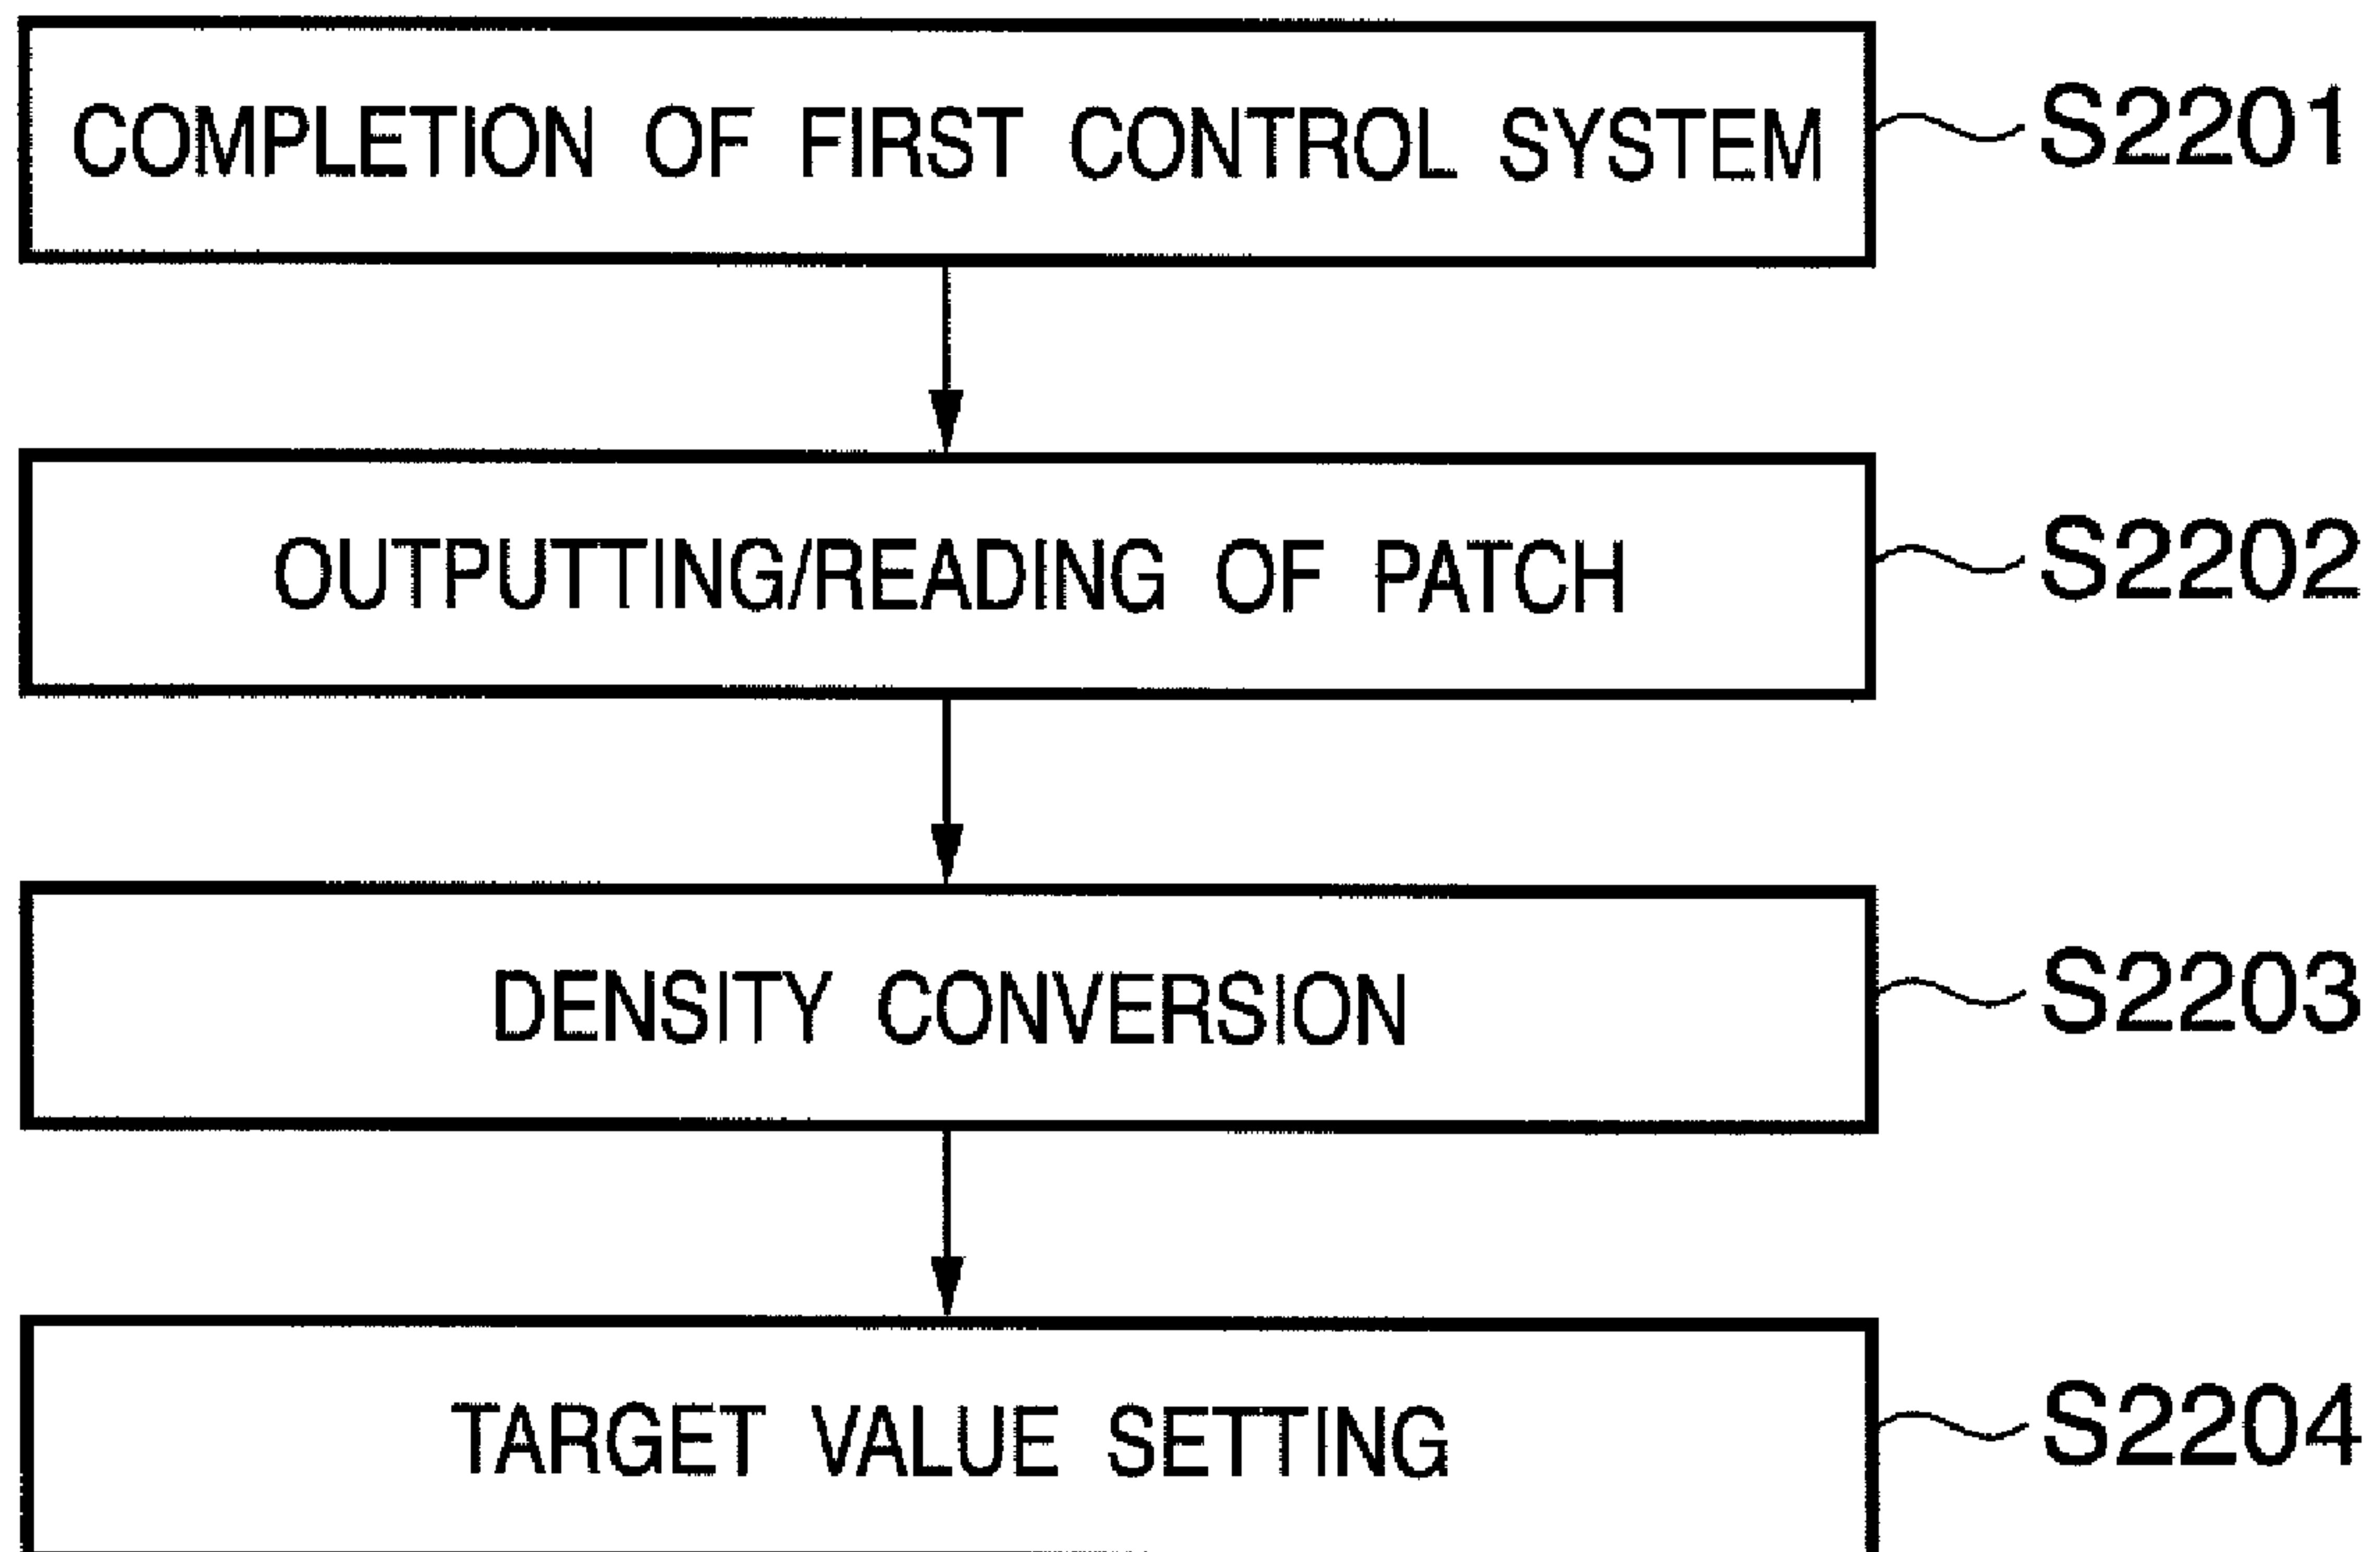 COMPLETION OF FIRST CONTROL SYSTEM S2201
OUTPUTTING/READING OF PATCH S2202
DENSITY CONVERSION S2203
TARGET VALUE SETTING S2204